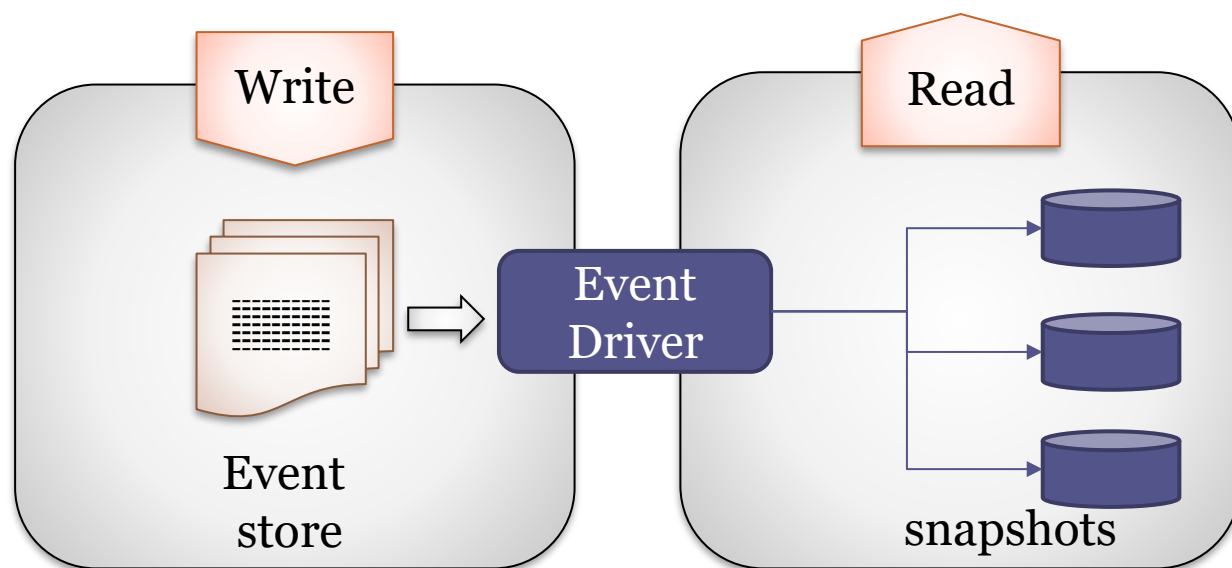 Write
Read
Event
Driver
Event
store
snapshots